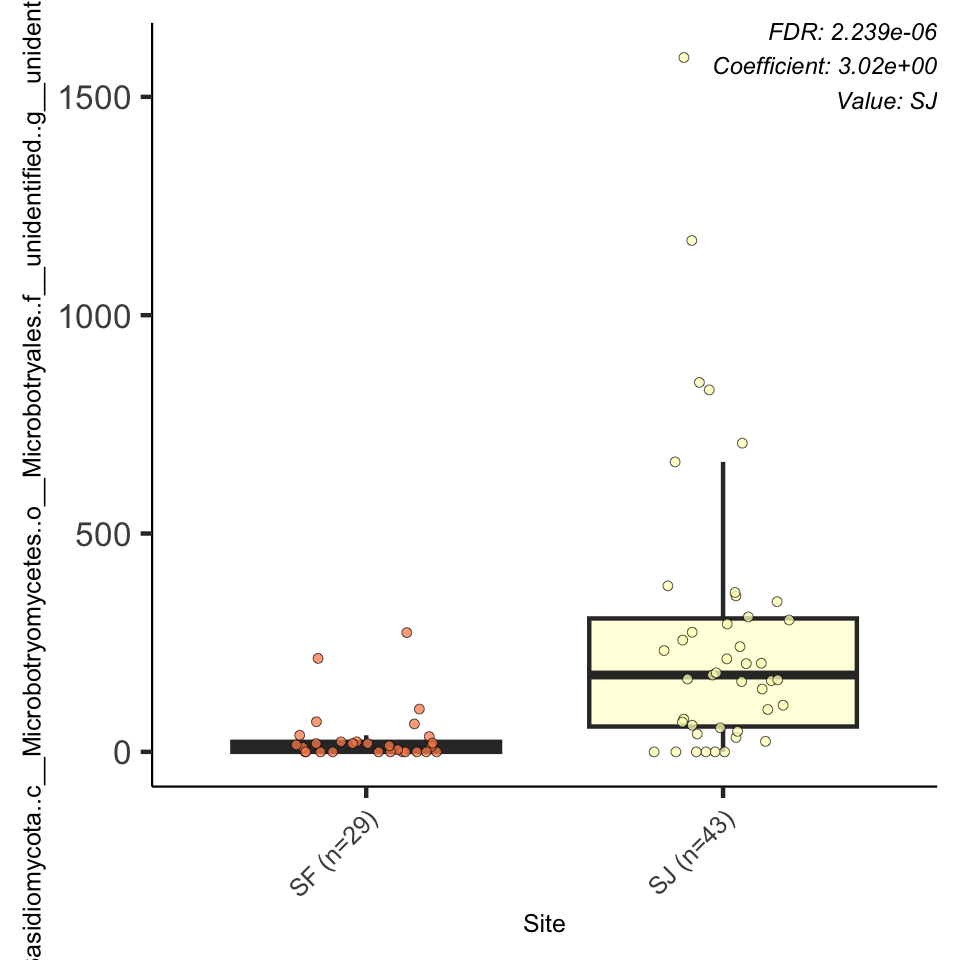 FDR: 2.239e-06
Coefficient: 3.02e+00
Value: SJ
asidiomycota..c__Microbotryomycetes..o__Microbotryales..f__unidentified..g__unident
1500
1000
500
0
SF (n=29)
SJ (n=43)
Site